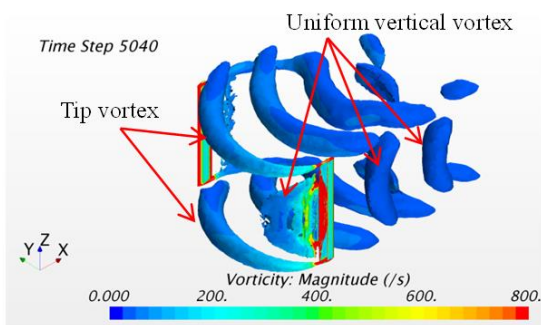 Uniform vertical vortex
Time Step 5040
Tip vortex
Z
Y X
Vorticity: Magnitude (/s)
0.000 200. 400. 600. 800.